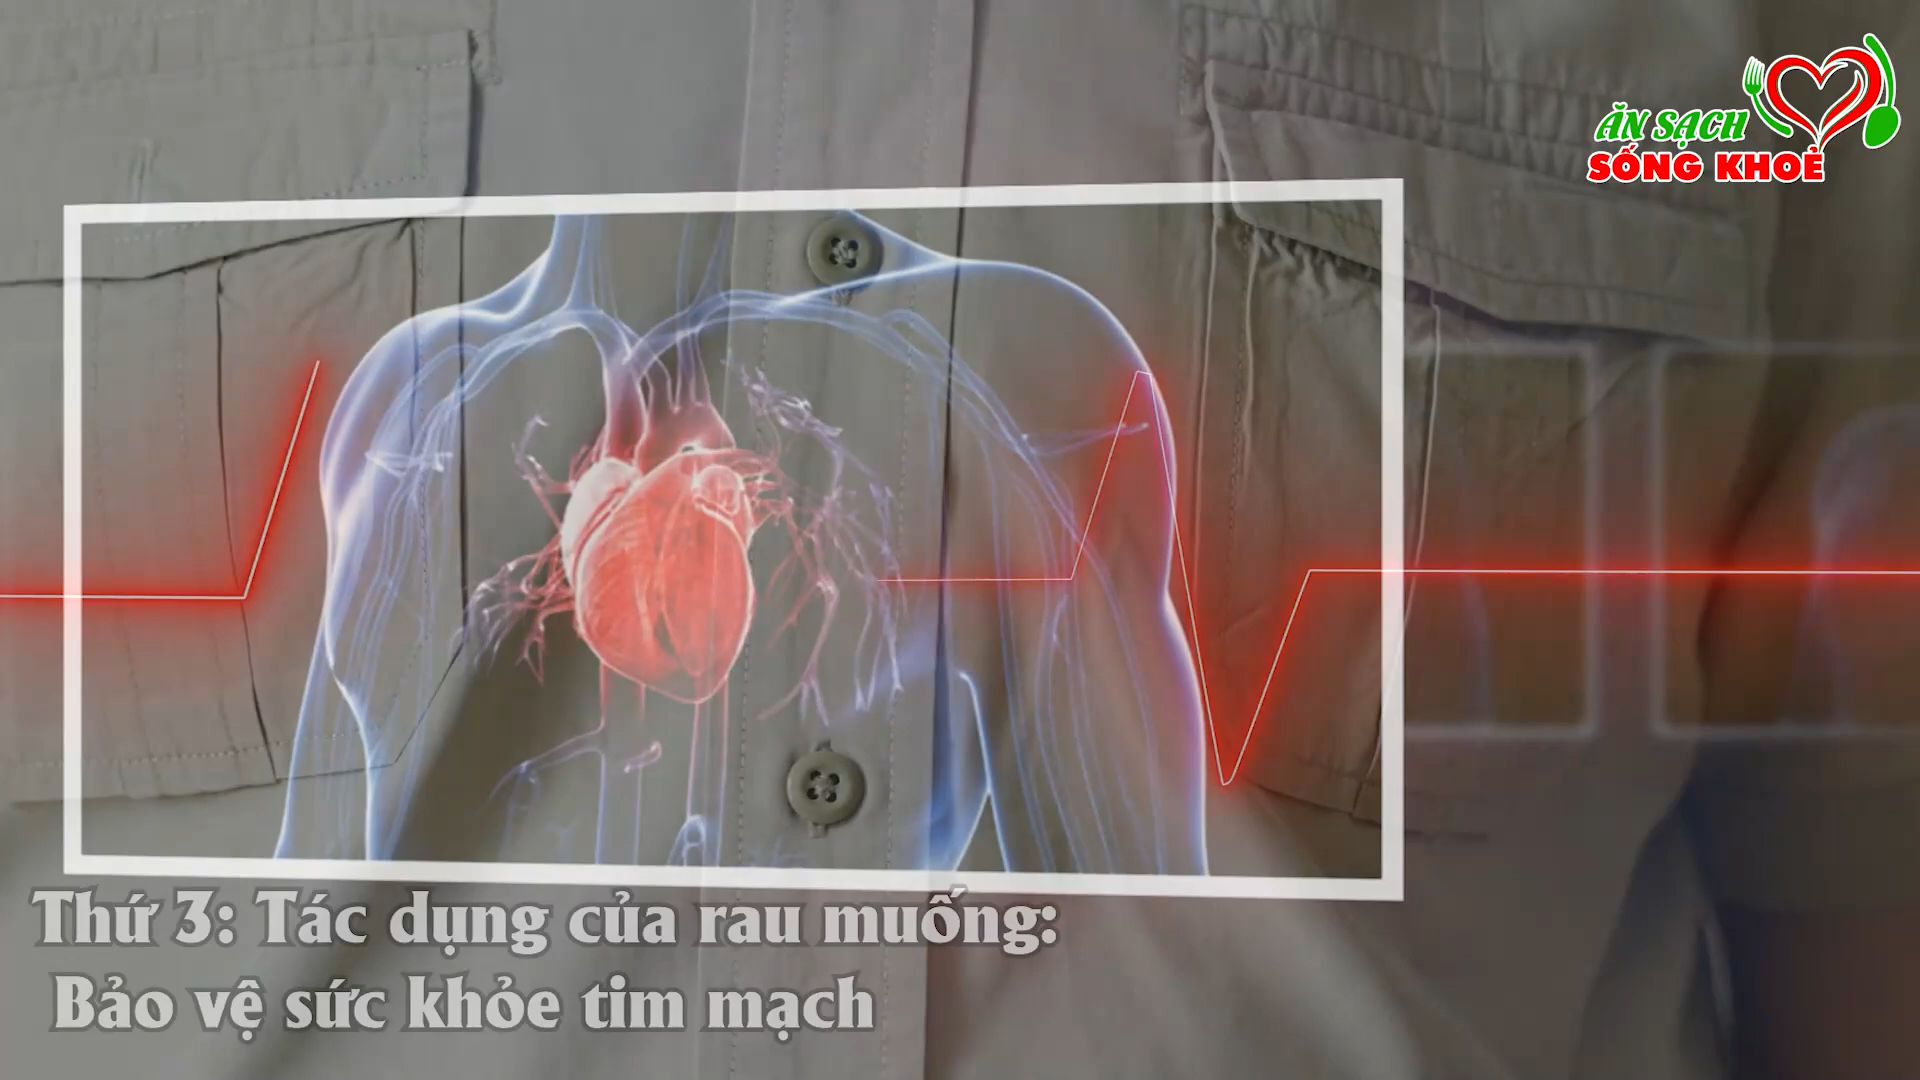 ĂN SẠCH
SỐNG KHOẺ
Thứ 3: Tác dụng của rau muống:
Bảo vệ sức khỏe tim mạch